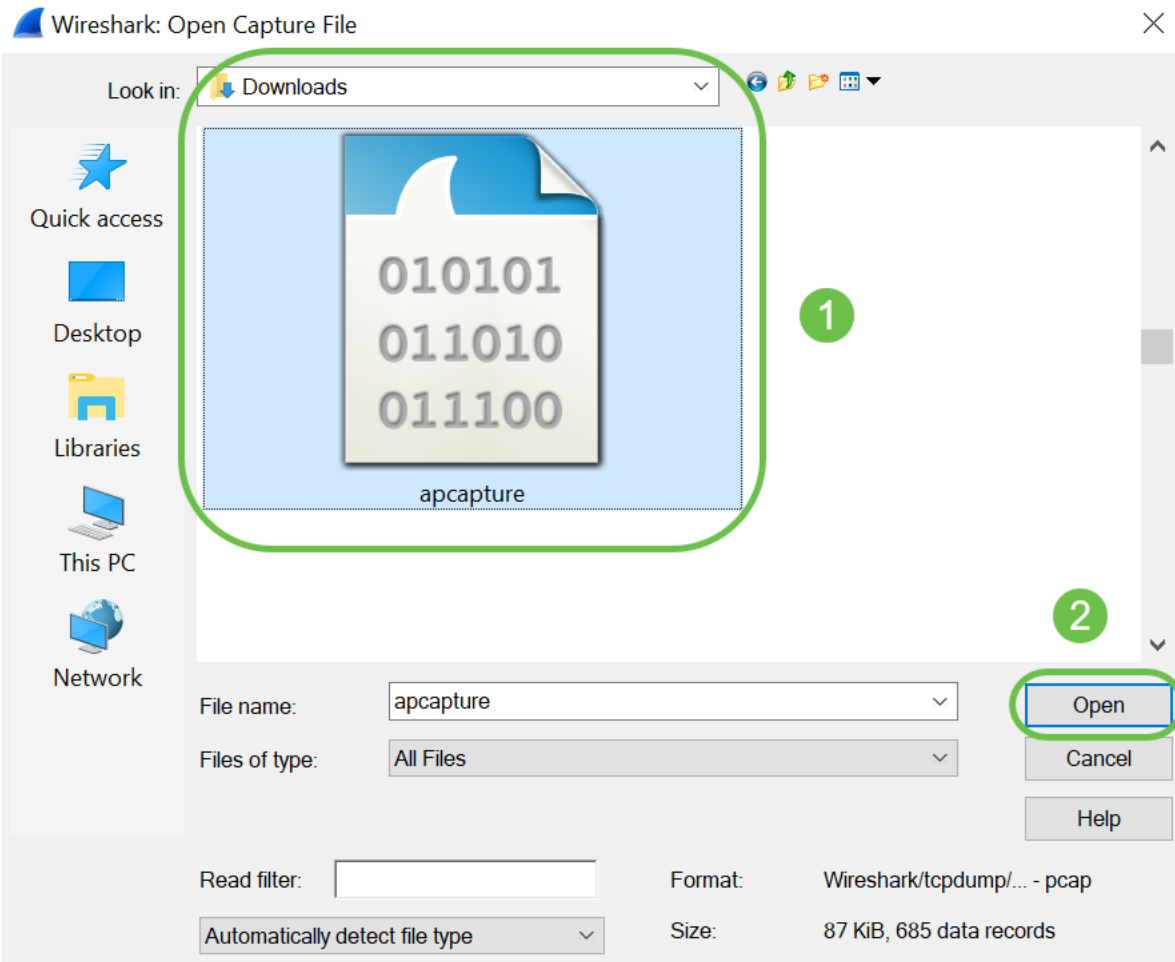 Wireshark: Open Capture File
Look in: Downloads
Quick access
Desktop
Libraries
This PC
Network
010101
011010
011100
apcapture
1
2
File name: apcapture Open
Files of type: All Files Cancel
Help
Read filter: Format: Wireshark/tcpdump/... - pcap
Automatically detect file type Size: 87 KiB, 685 data records